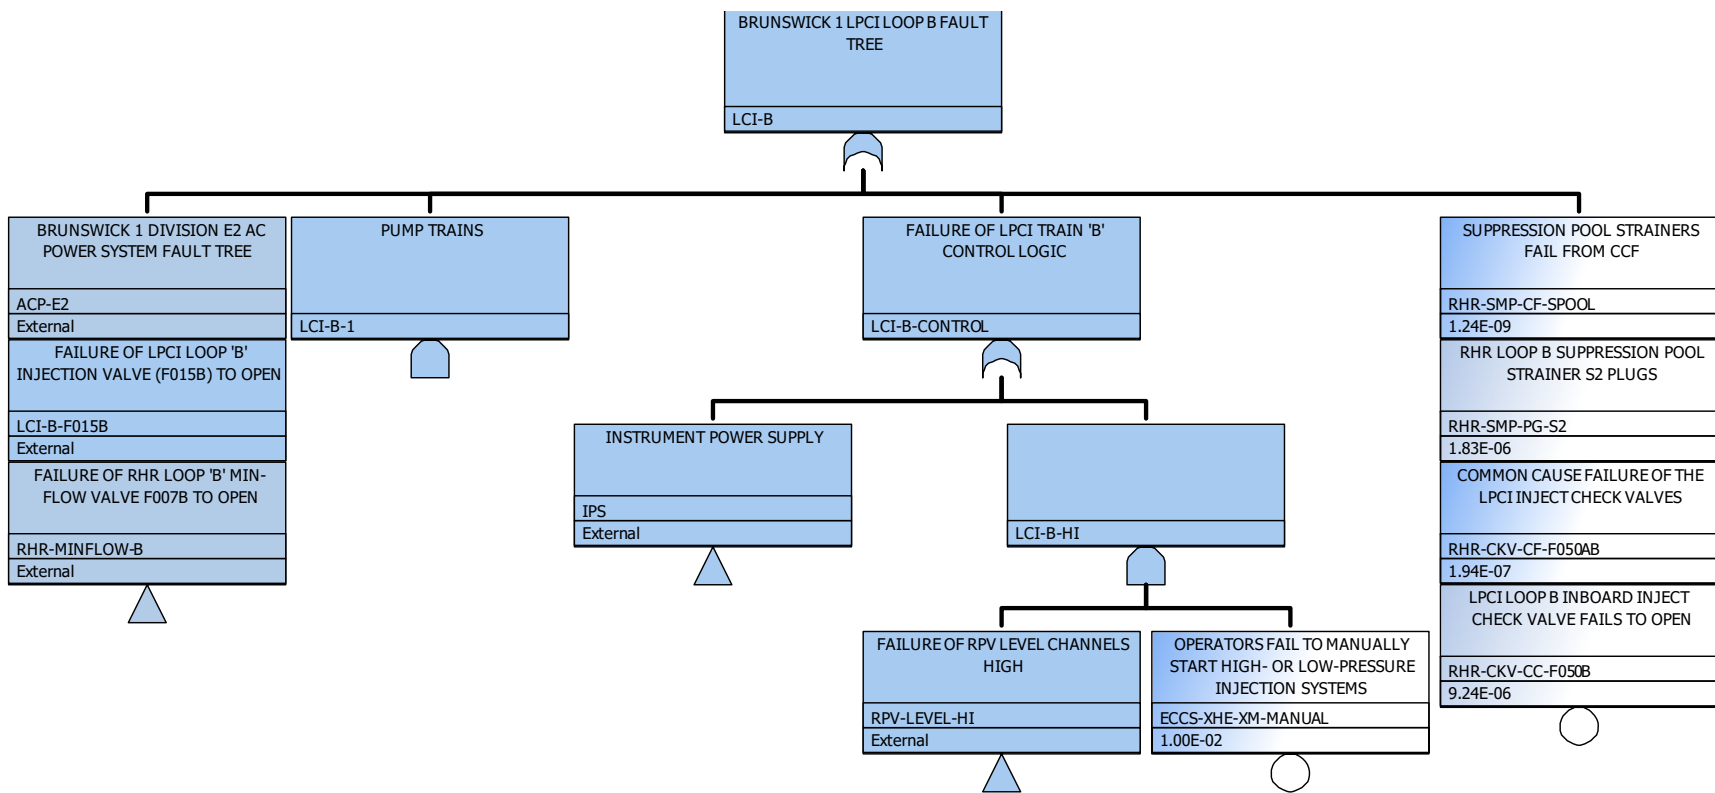 BRUNSWICK 1 LPCI LOOP B FAULT
TREE
LCI-B
BRUNSWICK 1 DIVISION E2 AC
POWER SYSTEM FAULT TREE
ACP-E2
External
FAILURE OF LPCI LOOP 'B'
INJECTION VALVE (F015B) TO OPEN
LCI-B-F015B
External
FAILURE OF RHR LOOP 'B' MIN-
FLOW VALVE F007B TO OPEN
RHR-MINFLOW-B
External
PUMP TRAINS
LCI-B-1
FAILURE OF LPCI TRAIN 'B'
CONTROL LOGIC
LCI-B-CONTROL
INSTRUMENT POWER SUPPLY
IPS
External
LCI-B-HI
FAILURE OF RPV LEVEL CHANNELS
HIGH
RPV-LEVEL-HI
External
OPERATORS FAIL TO MANUALLY
START HIGH- OR LOW-PRESSURE
INJECTION SYSTEMS
ECCS-XHE-XM-MANUAL
1.00E-02
SUPPRESSION POOL STRAINERS
FAIL FROM CCF
RHR-SMP-CF-SPOOL
1.24E-09
RHR LOOP B SUPPRESSION POOL
STRAINER S2 PLUGS
RHR-SMP-PG-S2
1.83E-06
COMMON CAUSE FAILURE OF THE
LPCI INJECT CHECK VALVES
RHR-CKV-CF-F050AB
1.94E-07
LPCI LOOP B INBOARD INJECT
CHECK VALVE FAILS TO OPEN
RHR-CKV-CC-F050B
9.24E-06